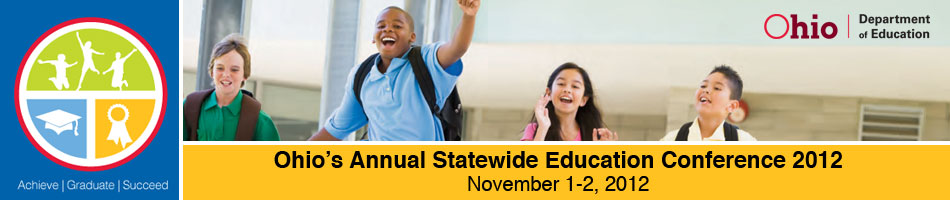 Ohio | Department of Education
Achieve | Graduate | Succeed
Ohio's Annual Statewide Education Conference 2012
November 1-2, 2012